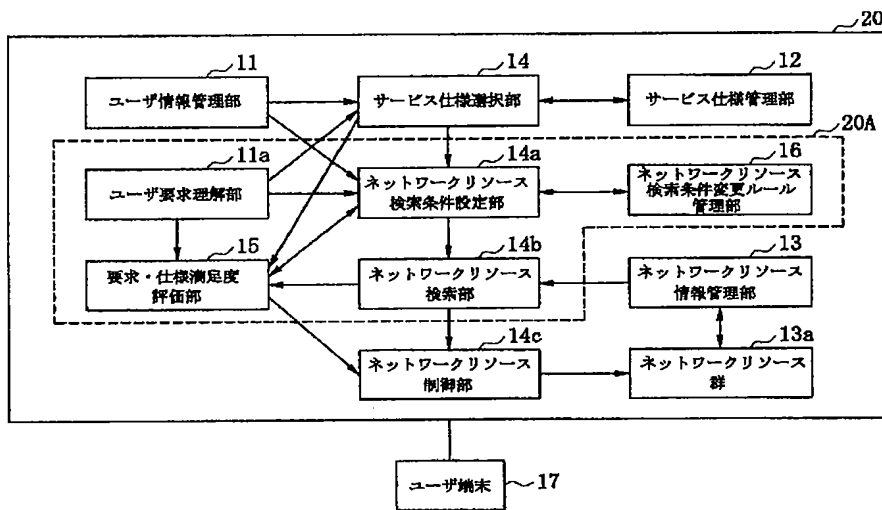 20
11
ユーザ情報管理部
14
サービス仕様選択部
12
サービス仕様管理部
20A
11a
ユーザ要求理解部
14a
ネットワークリソース
検索条件設定部
16
ネットワークリソース
検索条件変更ルール
管理部
15
要求・仕様満足度
評価部
14b
ネットワークリソース
検索部
13
ネットワークリソース
情報管理部
14c
ネットワークリソース
制御部
13a
ネットワークリソース
群
ユーザ端末
17